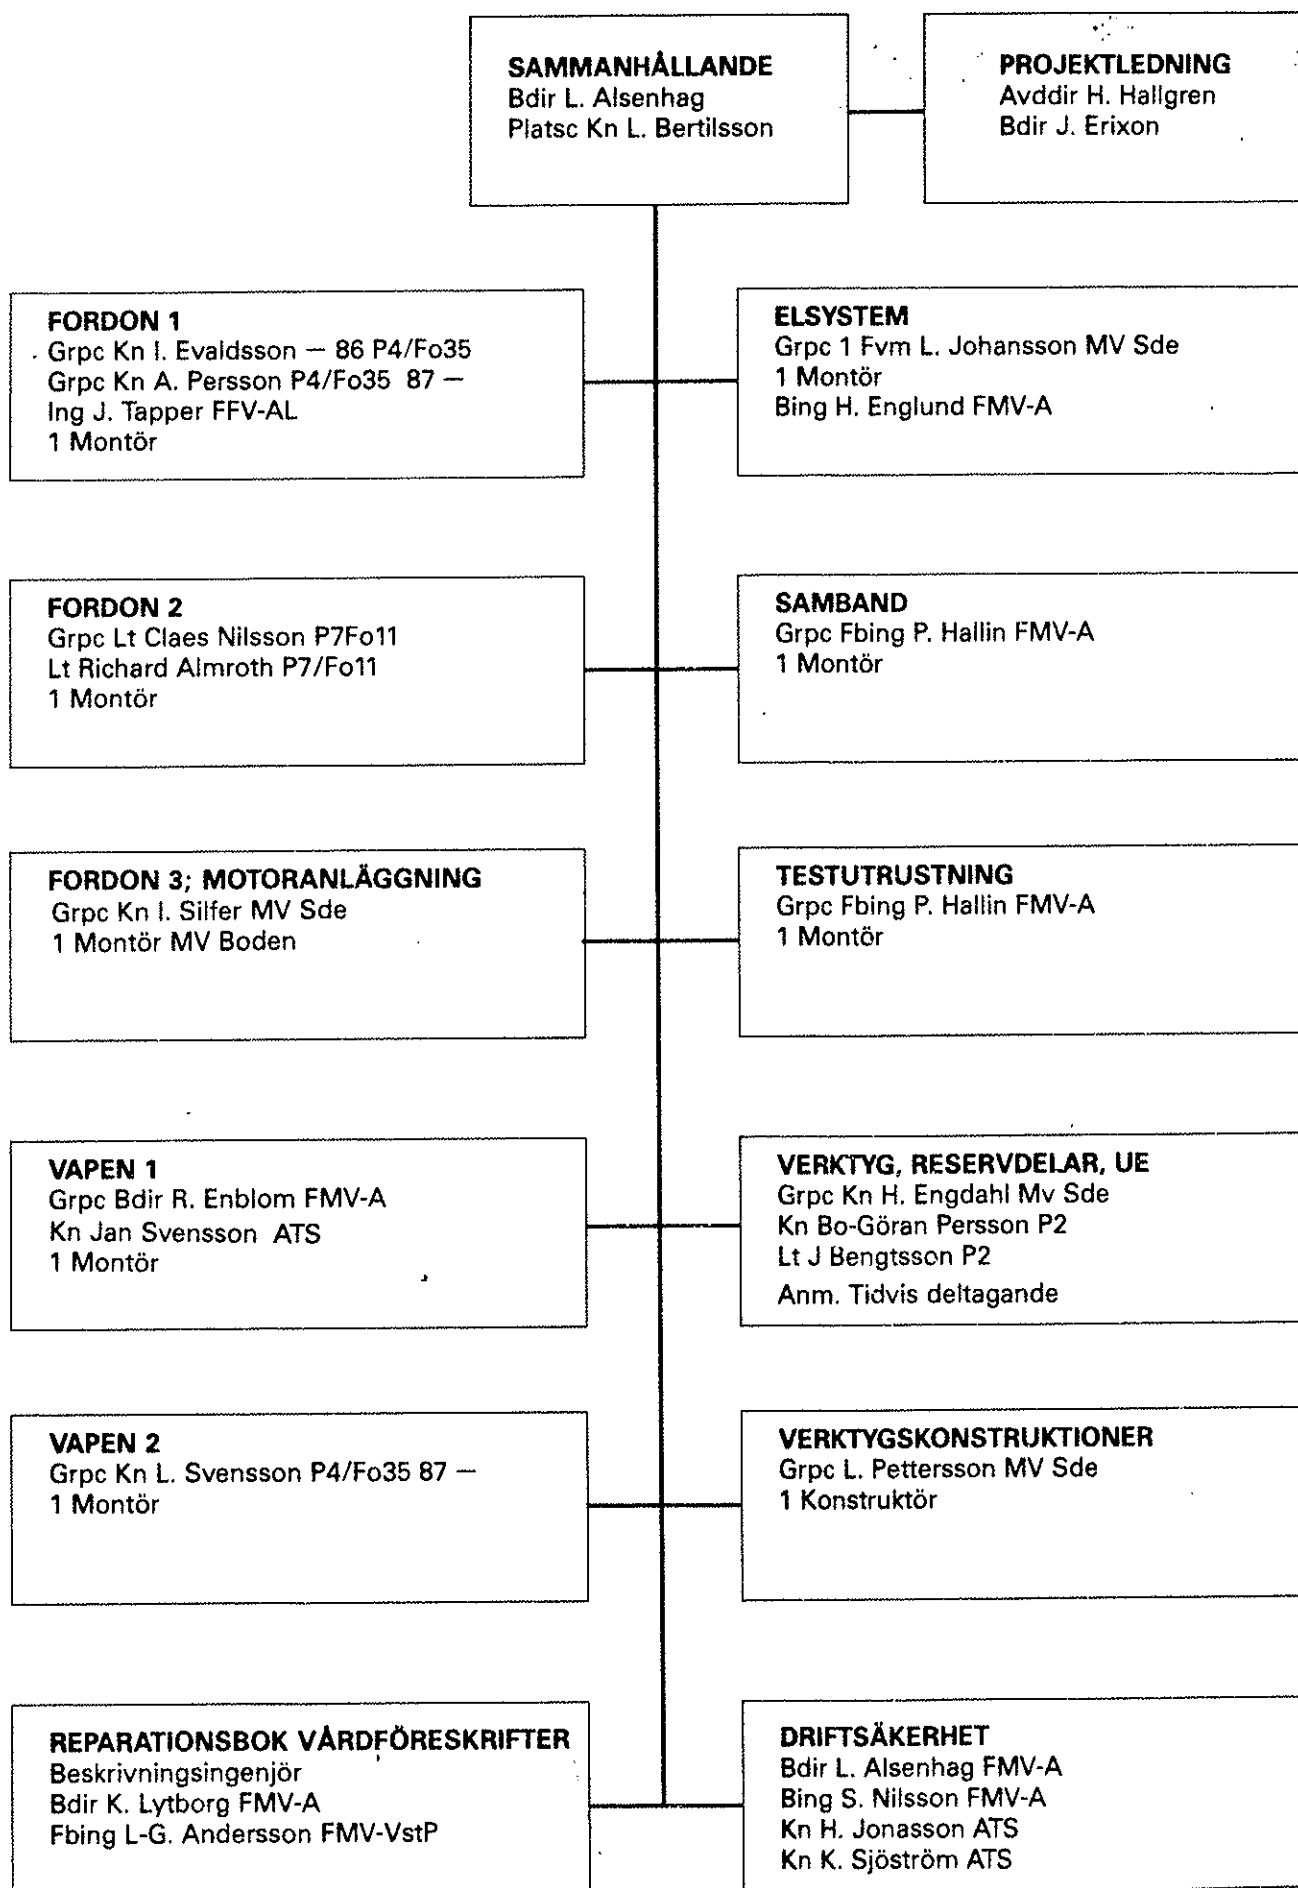 SAMMANHÅLLANDE
Bdir L. Alsenhag
Platsc Kn L. Bertilsson
PROJEKTLEDNING
Avddir H. Hallgren
Bdir J. Erixon
FORDON 1
Grpc Kn I. Evaldsson — 86 P4/Fo35
Grpc Kn A. Persson P4/Fo35 87 —
Ing J. Tapper FFV-AL
1 Montör
ELSYSTEM
Grpc 1 Fvm L. Johansson MV Sde
1 Montör
Bing H. Englund FMV-A
FORDON 2
Grpc Lt Claes Nilsson P7Fo11
Lt Richard Almroth P7/Fo11
1 Montör
SAMBAND
Grpc Fbing P. Hallin FMV-A
1 Montör
FORDON 3; MOTORANLÄGGNING
Grpc Kn I. Silfer MV Sde
1 Montör MV Boden
TESTUTRUSTNING
Grpc Fbing P. Hallin FMV-A
1 Montör
VAPEN 1
Grpc Bdir R. Enblom FMV-A
Kn Jan Svensson ATS
1 Montör
VERKTYG, RESERVDELAR, UE
Grpc Kn H. Engdahl Mv Sde
Kn Bo-Göran Persson P2
Lt J Bengtsson P2
Anm. Tidvis deltagande
VAPEN 2
Grpc Kn L. Svensson P4/Fo35 87 —
1 Montör
VERKTYGSKONSTRUKTIONER
Grpc L. Pettersson MV Sde
1 Konstruktör
REPARATIONSBOK VÅRDFÖRESKRIFTER
Beskrivningsingenjör
Bdir K. Lytborg FMV-A
Fbing L-G. Andersson FMV-VstP
DRIFTSÄKERHET
Bdir L. Alsenhag FMV-A
Bing S. Nilsson FMV-A
Kn H. Jonasson ATS
Kn K. Sjöström ATS